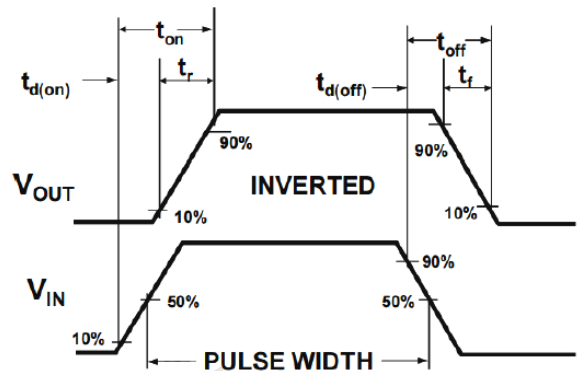 t_on t_off
t_d(on) t_r t_d(off) t_f
90% 90%
V_OUT INVERTED
10% 10%
90%
V_IN 50% 50%
10%
PULSE WIDTH